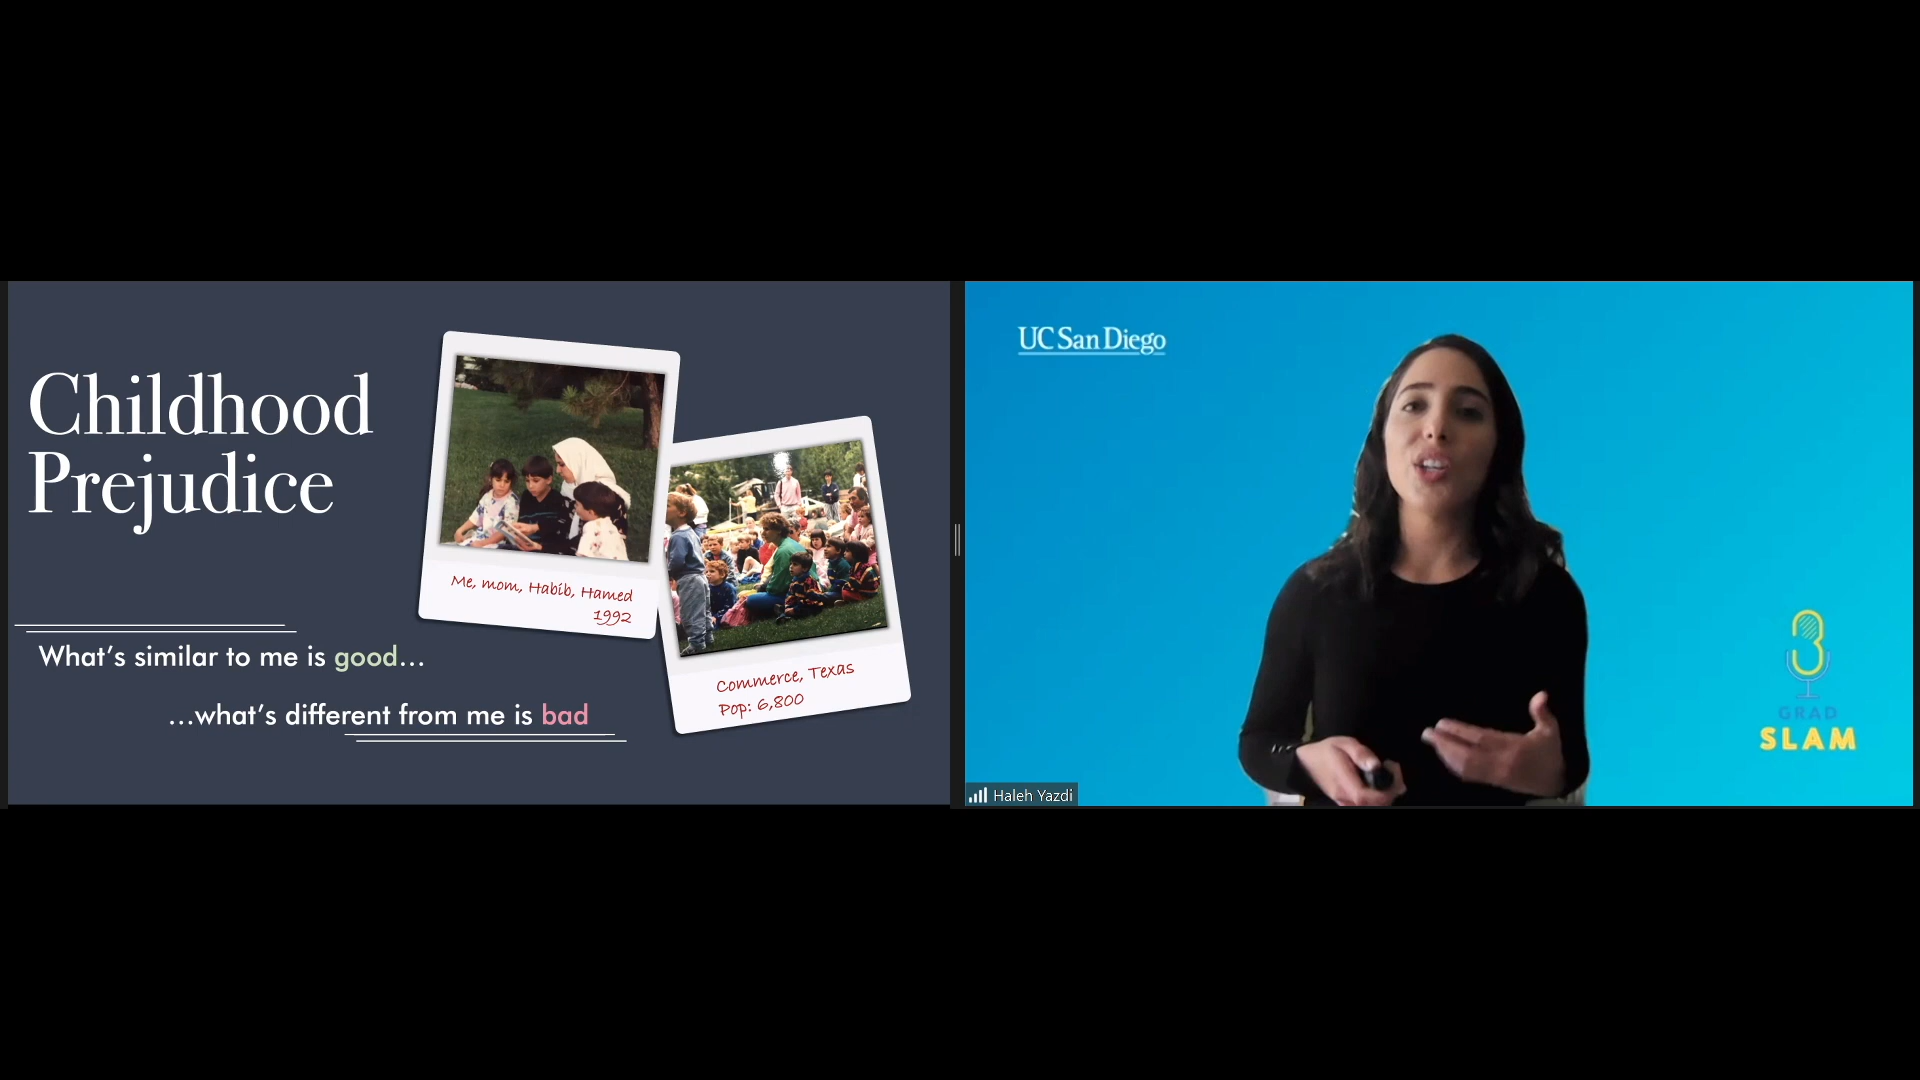 Childhood
Prejudice
What's similar to me is good...
...what's different from me is bad
Me, mom, Habib, Hamed
1992
Commerce, Texas
Pop: 6,800
UC San Diego
GRAD
SLAM
Haleh Yazdi